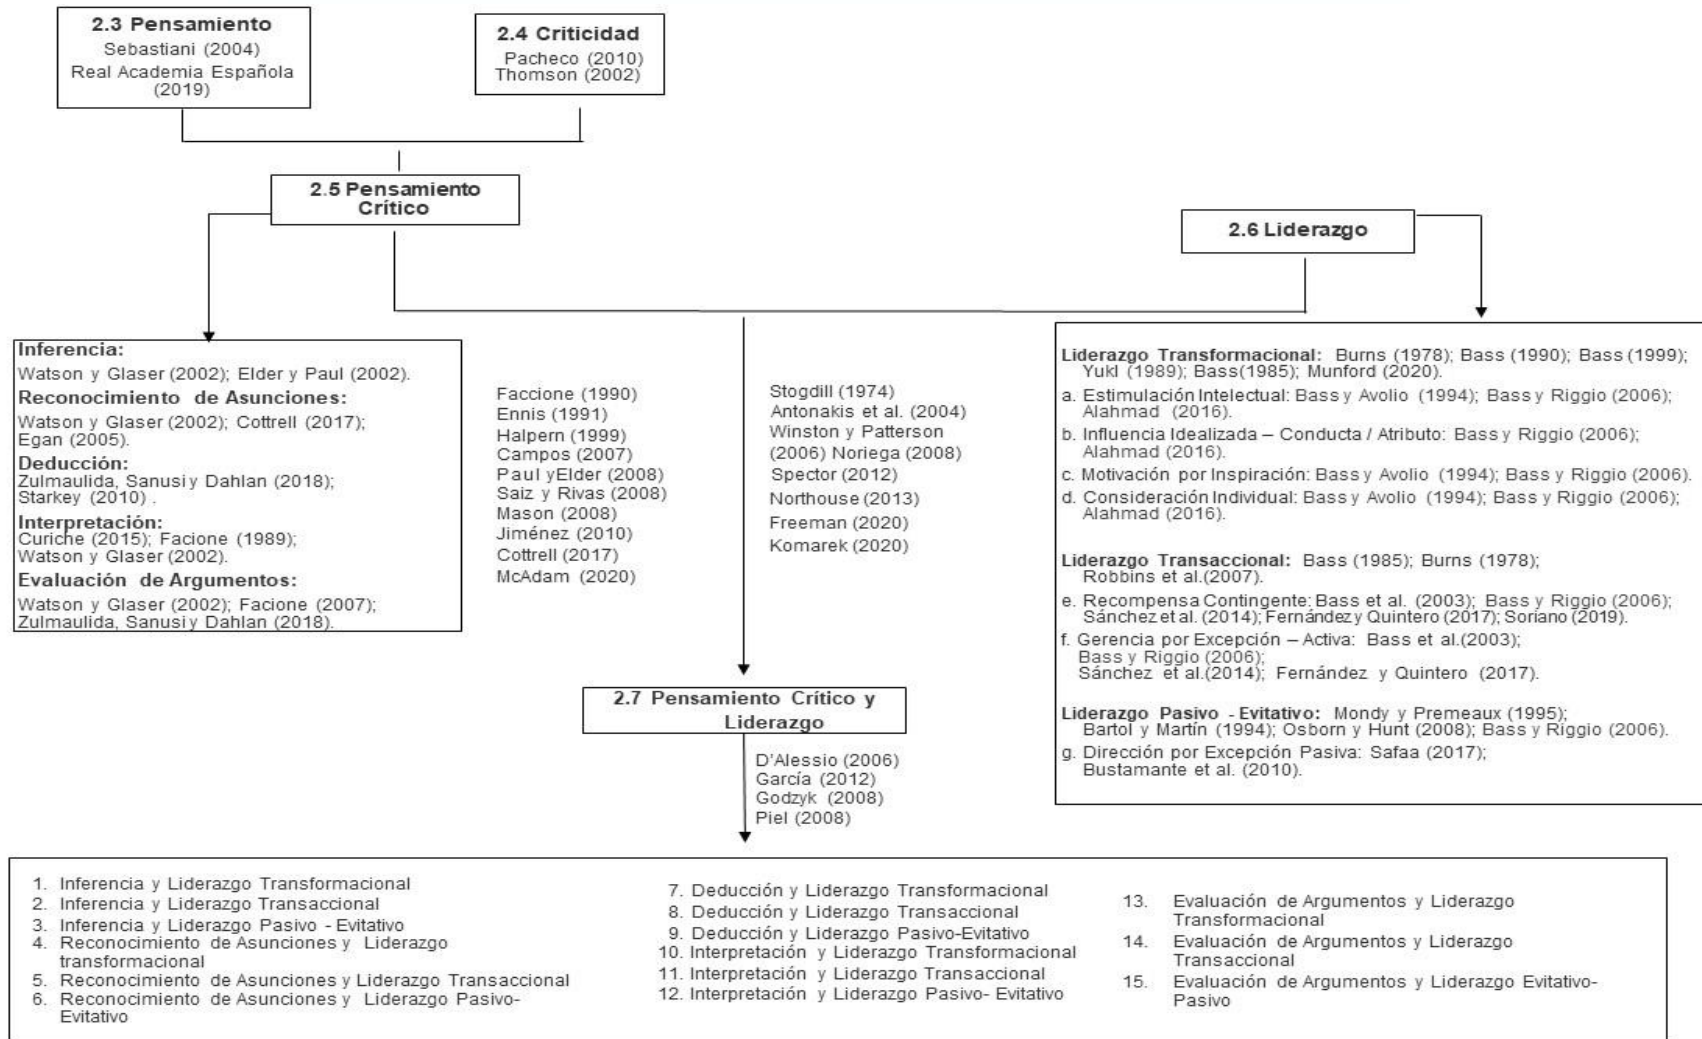 2.3 Pensamiento
Sebastiani (2004)
Real Academia Española
(2019)
2.4 Criticidad
Pacheco (2010)
Thomson (2002)
2.5 Pensamiento
Crítico
2.6 Liderazgo
Inferencia:
Watson y Glaser (2002); Elder y Paul (2002).
Reconocimiento de Asunciones:
Watson y Glaser (2002); Cottrell (2017);
Egan (2005).
Deducción:
Zulmaulida, Sanusi y Dahlan (2018);
Starkey (2010) .
Interpretación:
Curiche (2015); Facione (1989);
Watson y Glaser (2002).
Evaluación de Argumentos:
Watson y Glaser (2002); Facione (2007);
Zulmaulida, Sanusi y Dahlan (2018).
Faccione (1990)
Ennis (1991)
Halpern (1999)
Campos (2007)
Paul yElder (2008)
Saiz y Rivas (2008)
Mason (2008)
Jiménez (2010)
Cottrell (2017)
McAdam (2020)
Stogdill (1974)
Antonakis et al. (2004)
Winston y Patterson
(2006) Noriega (2008)
Spector (2012)
Northouse (2013)
Freeman (2020)
Komarek (2020)
Liderazgo Transformacional: Burns (1978); Bass (1990); Bass (1999);
Yukl (1989); Bass(1985); Munford (2020).
a. Estimulación Intelectual: Bass y Avolio (1994); Bass y Riggio (2006);
Alahmad (2016).
b. Influencia Idealizada – Conducta / Atributo: Bass y Riggio (2006);
Alahmad (2016).
c. Motivación por Inspiración: Bass y Avolio (1994); Bass y Riggio (2006).
d. Consideración Individual: Bass y Avolio (1994); Bass y Riggio (2006);
Alahmad (2016).
Liderazgo Transaccional: Bass (1985); Burns (1978);
Robbins et al.(2007).
e. Recompensa Contingente: Bass et al. (2003); Bass y Riggio (2006);
Sánchez et al. (2014); Fernández y Quintero (2017); Soriano (2019).
f. Gerencia por Excepción – Activa: Bass et al.(2003);
Bass y Riggio (2006);
Sánchez et al.(2014); Fernández y Quintero (2017).
Liderazgo Pasivo - Evitativo: Mondy y Premeaux (1995);
Bartol y Martín (1994); Osborn y Hunt (2008); Bass y Riggio (2006).
g. Dirección por Excepción Pasiva: Safaa (2017);
Bustamante et al. (2010).
2.7 Pensamiento Crítico y
Liderazgo
D'Alessio (2006)
García (2012)
Godzyk (2008)
Piel (2008)
1. Inferencia y Liderazgo Transformacional
2. Inferencia y Liderazgo Transaccional
3. Inferencia y Liderazgo Pasivo - Evitativo
4. Reconocimiento de Asunciones y Liderazgo
transformacional
5. Reconocimiento de Asunciones y Liderazgo Transaccional
6. Reconocimiento de Asunciones y Liderazgo Pasivo-
Evitativo
7. Deducción y Liderazgo Transformacional
8. Deducción y Liderazgo Transaccional
9. Deducción y Liderazgo Pasivo-Evitativo
10. Interpretación y Liderazgo Transformacional
11. Interpretación y Liderazgo Transaccional
12. Interpretación y Liderazgo Pasivo- Evitativo
13. Evaluación de Argumentos y Liderazgo
Transformacional
14. Evaluación de Argumentos y Liderazgo
Transaccional
15. Evaluación de Argumentos y Liderazgo Evitativo-
Pasivo